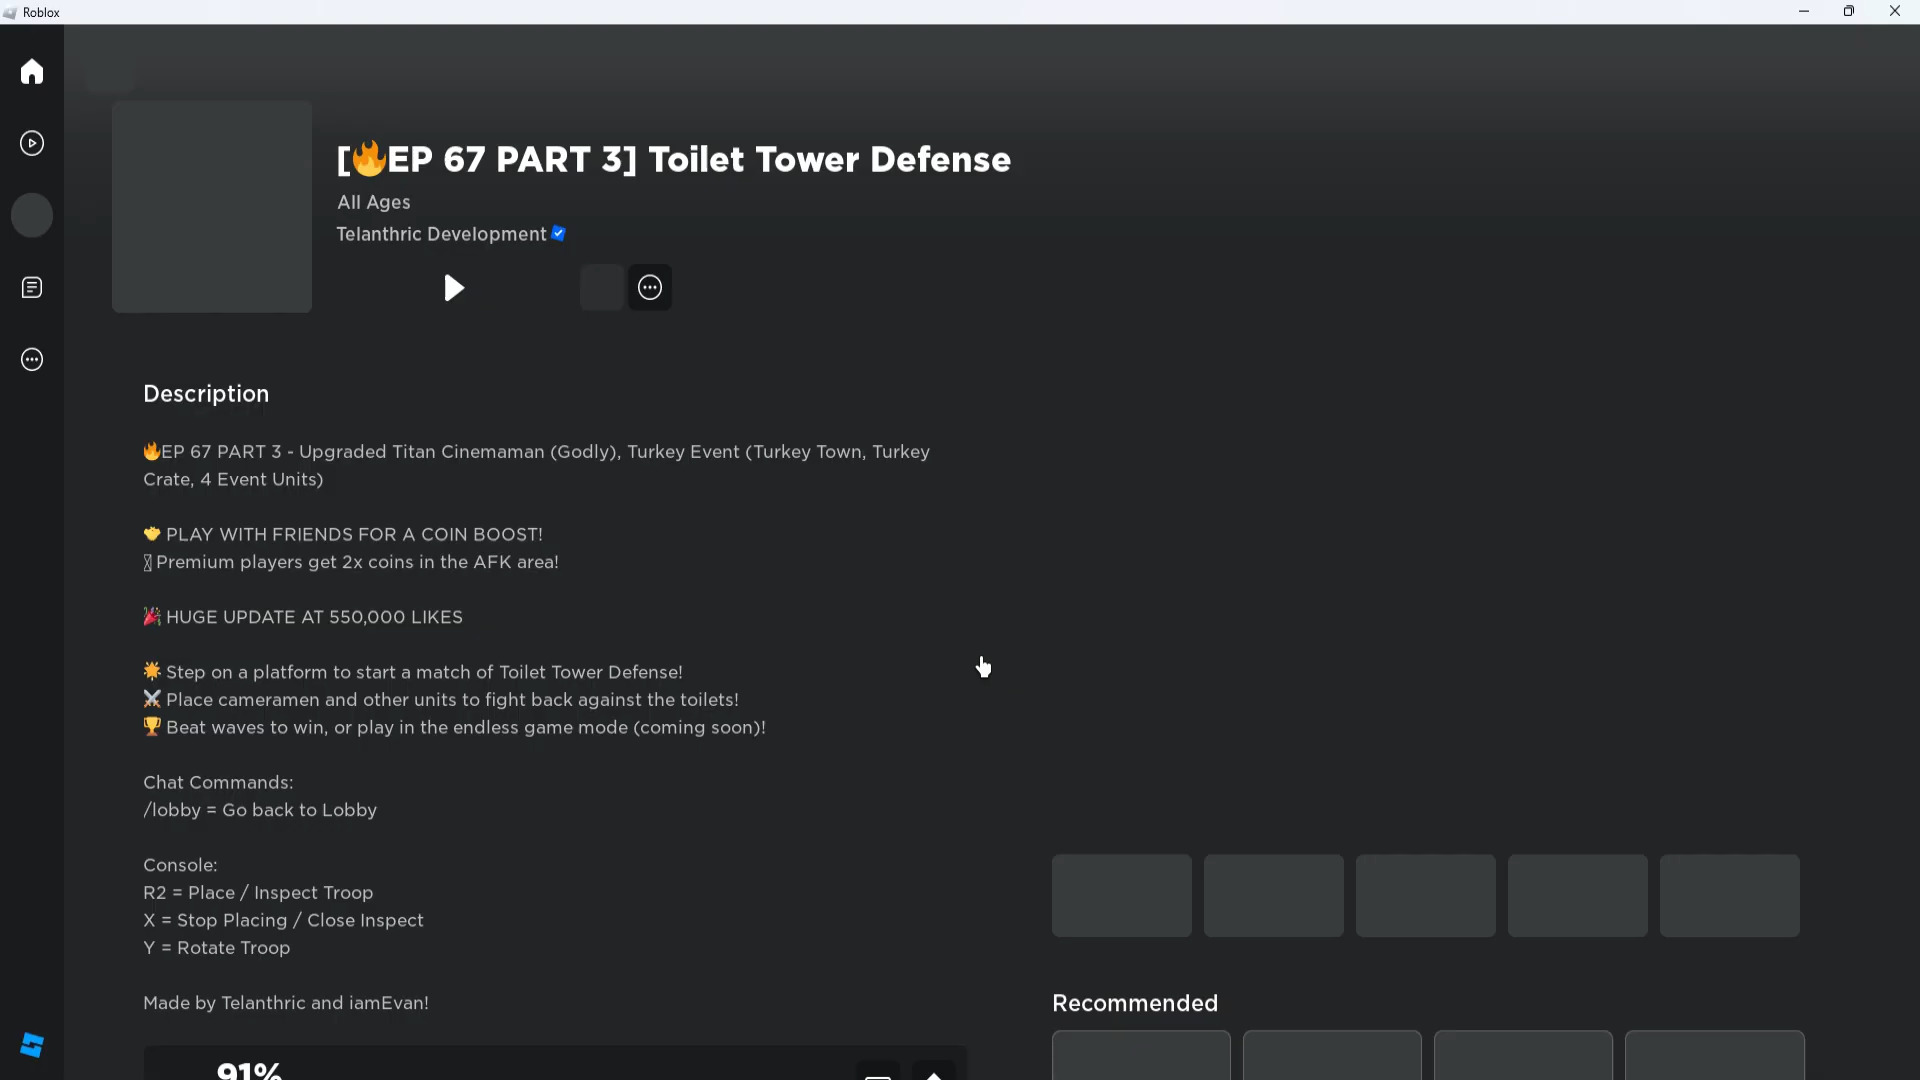 Roblox
[🔥EP 67 PART 3] Toilet Tower Defense
All Ages
Telanthric Development
Description
🔥EP 67 PART 3 - Upgraded Titan Cinemaman (Godly), Turkey Event (Turkey Town, Turkey
Crate, 4 Event Units)
🤝 PLAY WITH FRIENDS FOR A COIN BOOST!
Premium players get 2x coins in the AFK area!
🎉 HUGE UPDATE AT 550,000 LIKES
🌟 Step on a platform to start a match of Toilet Tower Defense!
⚔️ Place cameramen and other units to fight back against the toilets!
🏆 Beat waves to win, or play in the endless game mode (coming soon)!
Chat Commands:
/lobby = Go back to Lobby
Console:
R2 = Place / Inspect Troop
X = Stop Placing / Close Inspect
Y = Rotate Troop
Made by Telanthric and iamEvan!
Recommended
91%